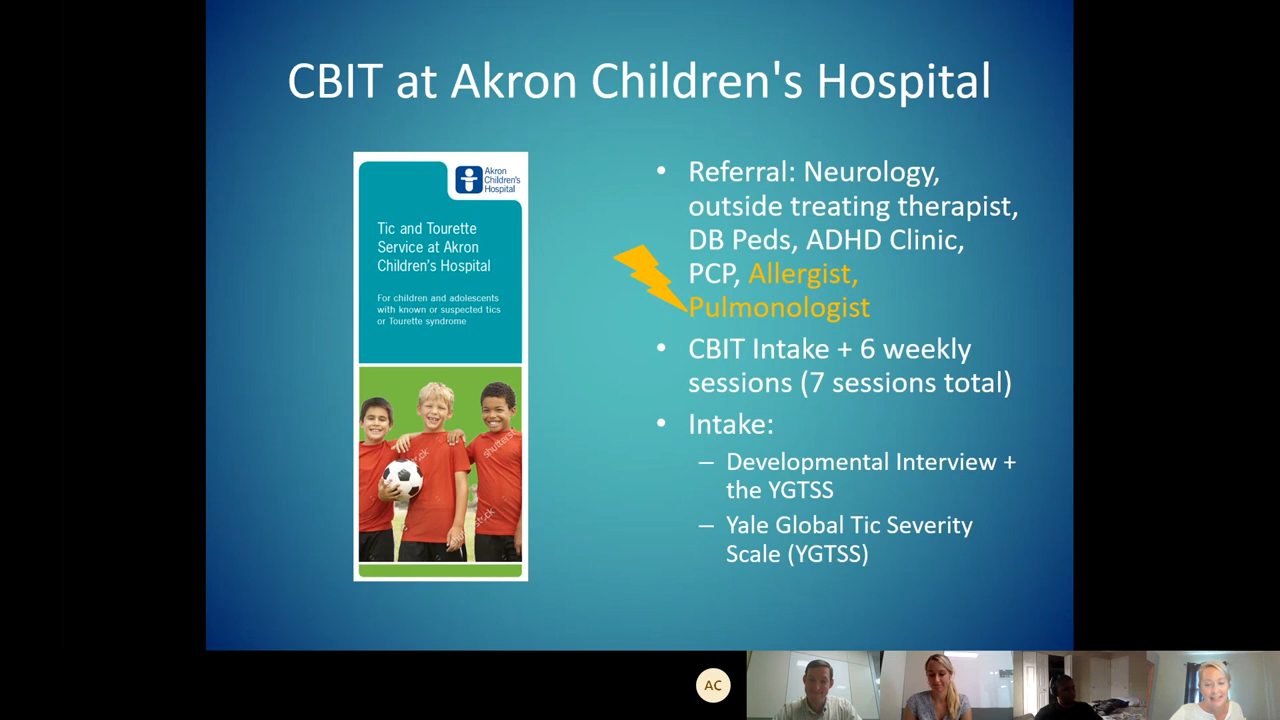 CBIT at Akron Children's Hospital
Akron
Children's
Hospital
Tic and Tourette
Service at Akron
Children's Hospital
For children and adolescents
with known or suspected tics
or Tourette syndrome
• Referral: Neurology,
outside treating therapist,
DB Peds, ADHD Clinic,
PCP, Allergist,
Pulmonologist
• CBIT Intake + 6 weekly
sessions (7 sessions total)
• Intake:
– Developmental Interview +
the YGTSS
– Yale Global Tic Severity
Scale (YGTSS)
AC